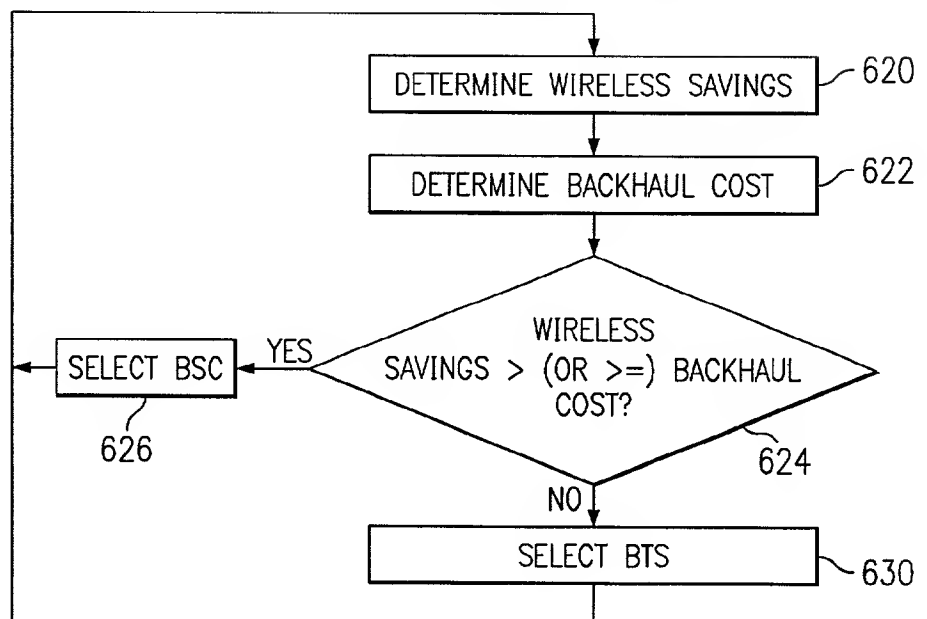 DETERMINE WIRELESS SAVINGS
620
DETERMINE BACKHAUL COST
622
WIRELESS
SAVINGS > (OR >=) BACKHAUL
COST?
624
YES
SELECT BSC
626
NO
SELECT BTS
630